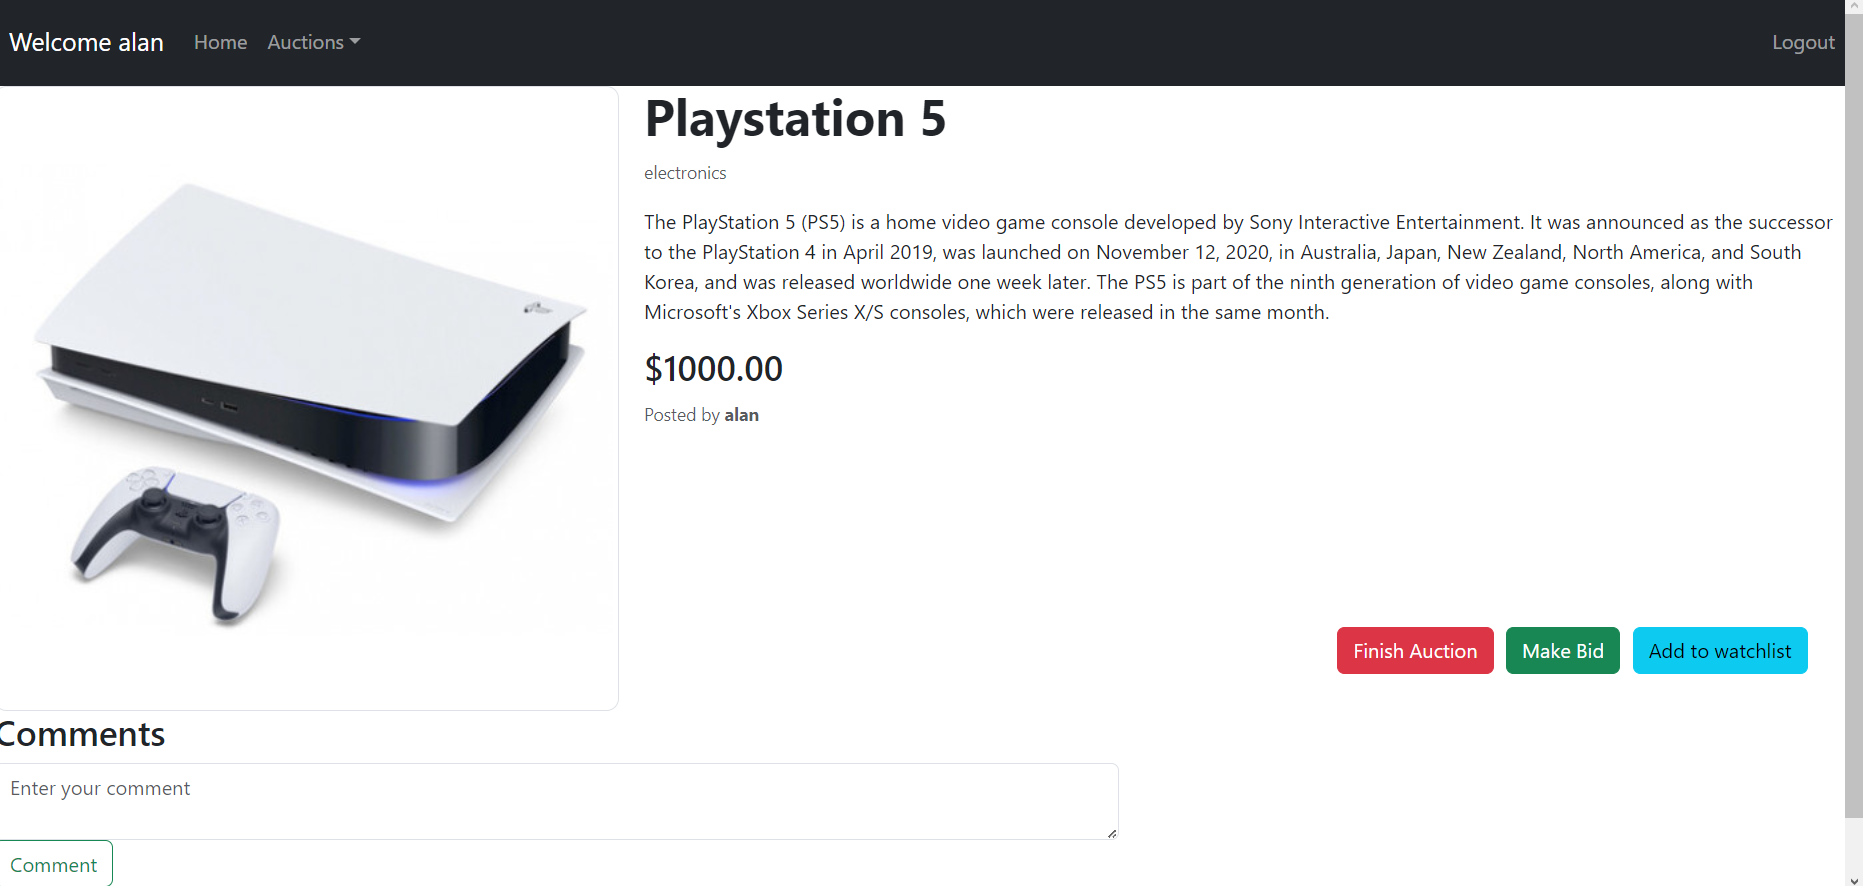 Welcome alan Home Auctions Logout
Playstation 5
electronics
The PlayStation 5 (PS5) is a home video game console developed by Sony Interactive Entertainment. It was announced as the successor
to the PlayStation 4 in April 2019, was launched on November 12, 2020, in Australia, Japan, New Zealand, North America, and South
Korea, and was released worldwide one week later. The PS5 is part of the ninth generation of video game consoles, along with
Microsoft's Xbox Series X/S consoles, which were released in the same month.
$1000.00
Posted by alan
Finish Auction Make Bid Add to watchlist
Comments
Enter your comment
Comment